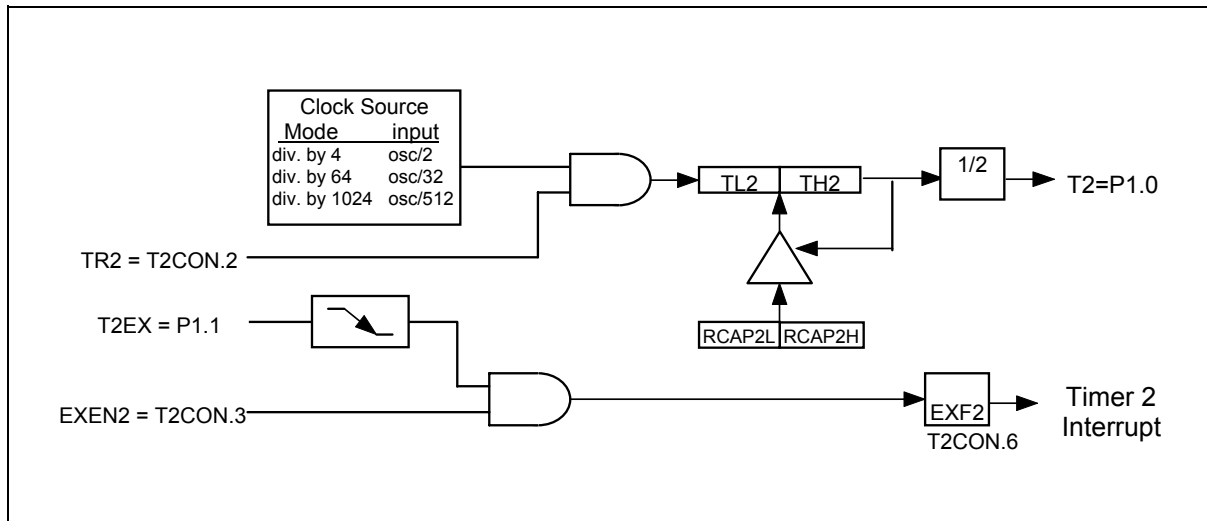 Clock Source
Mode input
div. by 4 osc/2
div. by 64 osc/32
div. by 1024 osc/512
TL2 TH2
1/2
T2=P1.0
TR2 = T2CON.2
T2EX = P1.1
RCAP2L RCAP2H
EXEN2 = T2CON.3
EXF2
T2CON.6
Timer 2
Interrupt